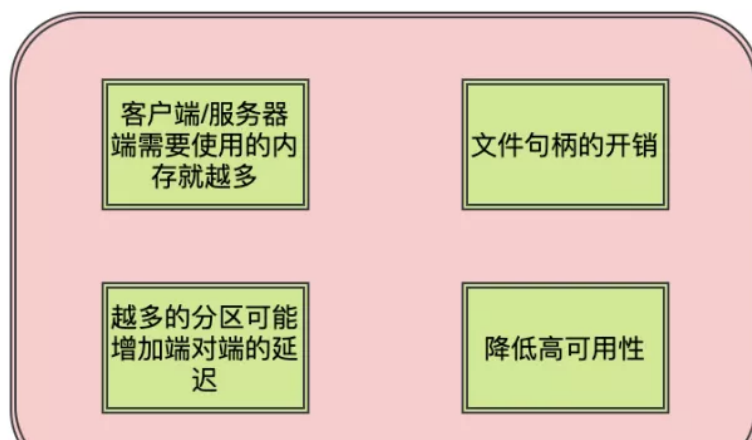 客户端/服务器
端需要使用的内
存就越多
文件句柄的开销
越多的分区可能
增加端对端的延
迟
降低高可用性